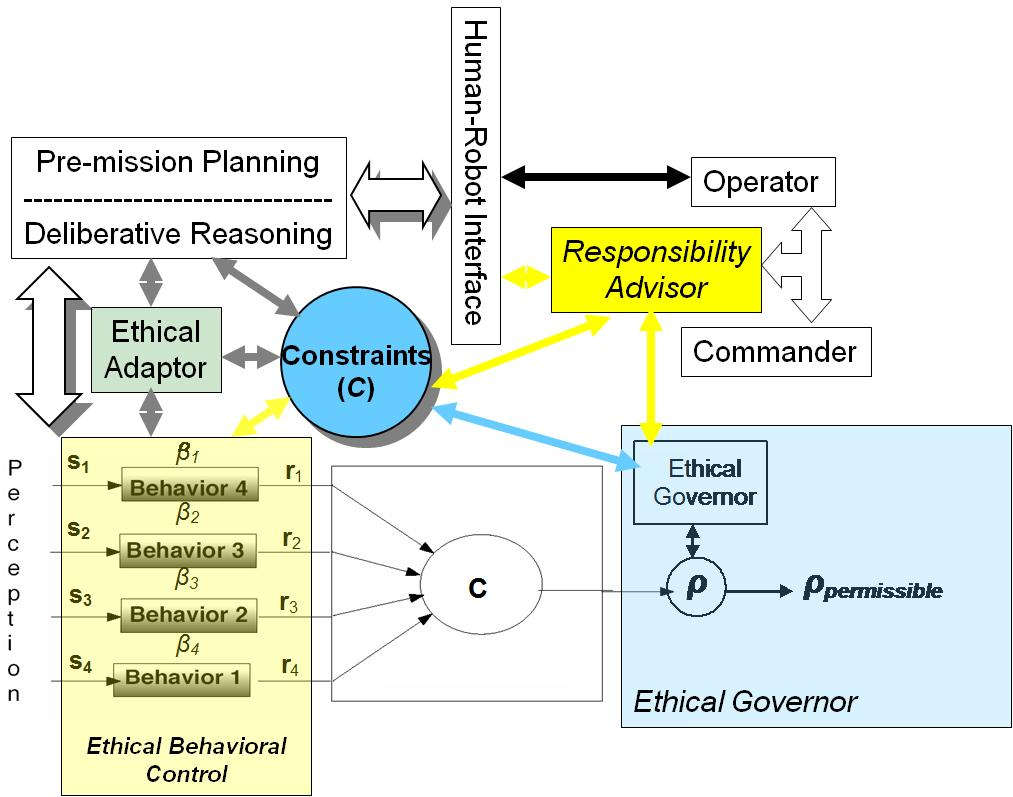 Human-Robot Interface
Pre-mission Planning
--------------------------------
Deliberative Reasoning
Operator
Responsibility
Advisor
Commander
Ethical
Adaptor
Constraints
(C)
Perception
s1
β1
Behavior 4
r1
s2
β2
Behavior 3
r2
s3
β3
Behavior 2
r3
s4
β4
Behavior 1
r4
Ethical Behavioral
Control
C
Ethical
Governor
ρ
ρpermissible
Ethical Governor